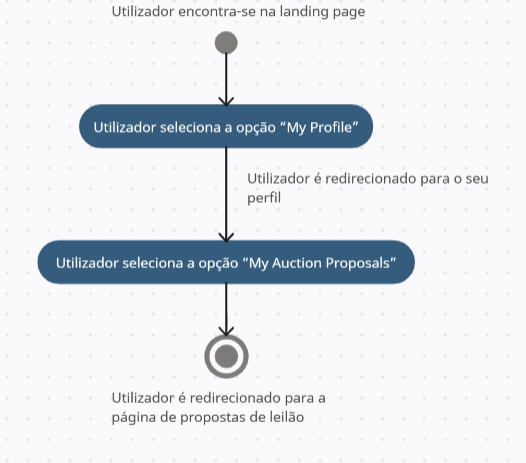 Utilizador encontra-se na landing page
Utilizador seleciona a opção “My Profile”
Utilizador é redirecionado para o seu
perfil
Utilizador seleciona a opção “My Auction Proposals”
Utilizador é redirecionado para a
página de propostas de leilão